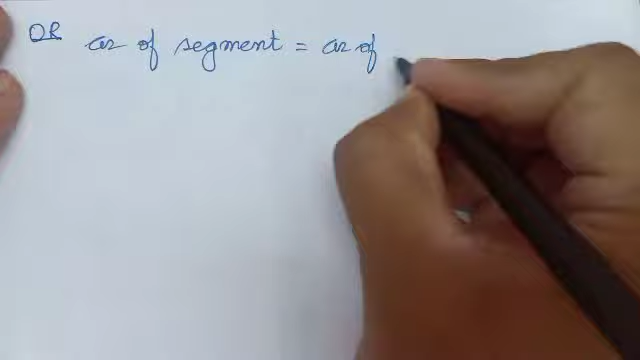 OR ar of segment = ar of